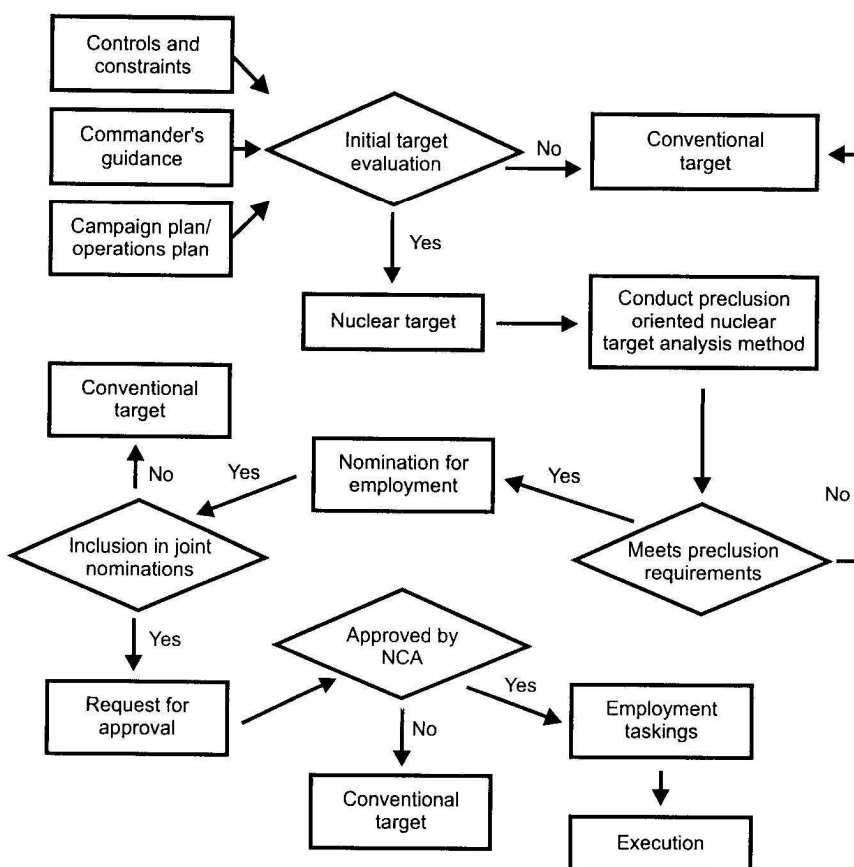 Controls and
constraints
Commander's
guidance
Campaign plan/
operations plan
Initial target
evaluation
No
Conventional
target
Yes
Nuclear target
Conduct preclusion
oriented nuclear
target analysis method
Conventional
target
No
Yes
Nomination for
employment
Yes
No
Inclusion in joint
nominations
Meets preclusion
requirements
Yes
Approved by
NCA
Request for
approval
Yes
No
Employment
taskings
Conventional
target
Execution